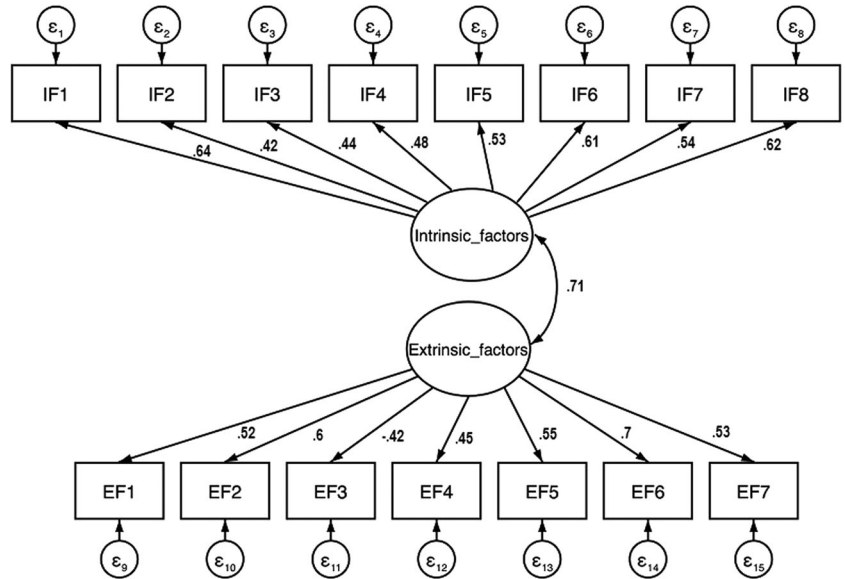 ε1 ε2 ε3 ε4 ε5 ε6 ε7 ε8
IF1 IF2 IF3 IF4 IF5 IF6 IF7 IF8
.64 .42 .44 .48 .53 .61 .54 .62
Intrinsic_factors
.71
Extrinsic_factors
.52 .6 -.42 .45 .55 .7 .53
EF1 EF2 EF3 EF4 EF5 EF6 EF7
ε9 ε10 ε11 ε12 ε13 ε14 ε15